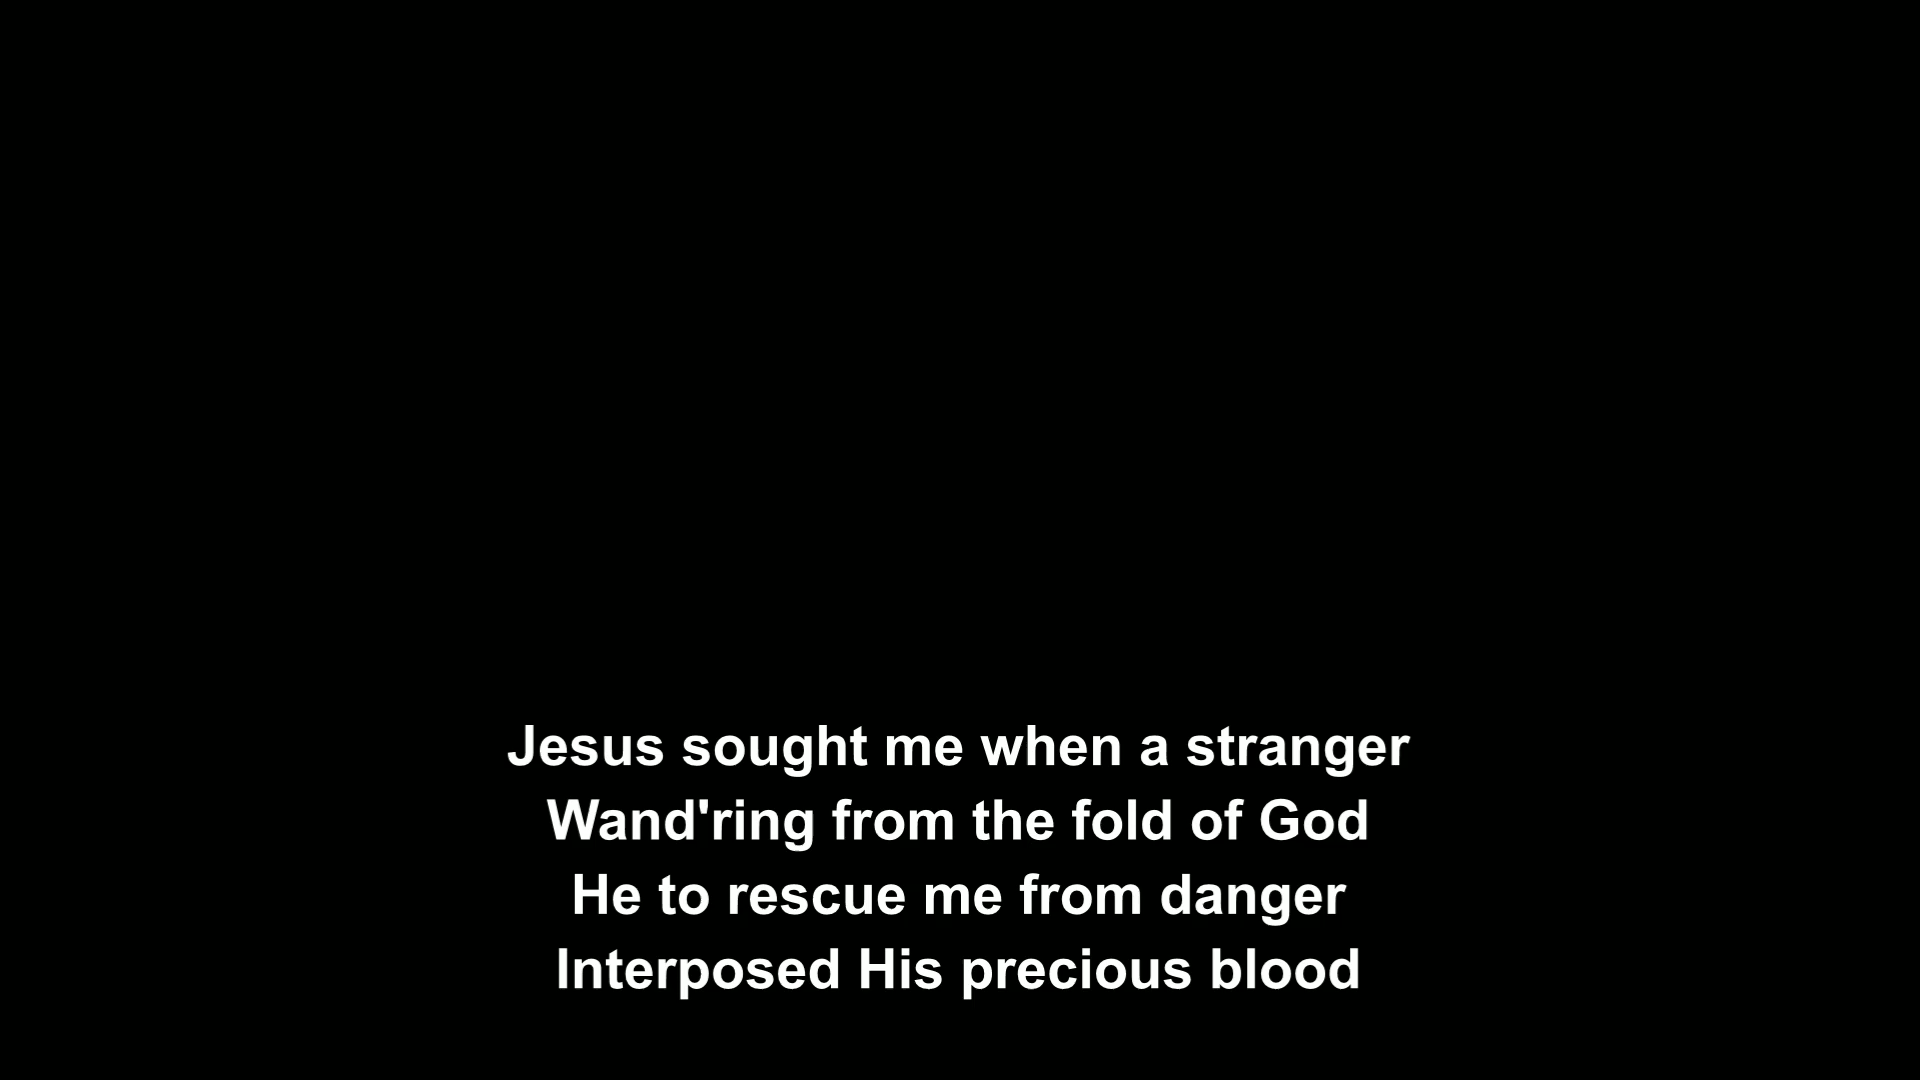 Jesus sought me when a stranger
Wand'ring from the fold of God
He to rescue me from danger
Interposed His precious blood